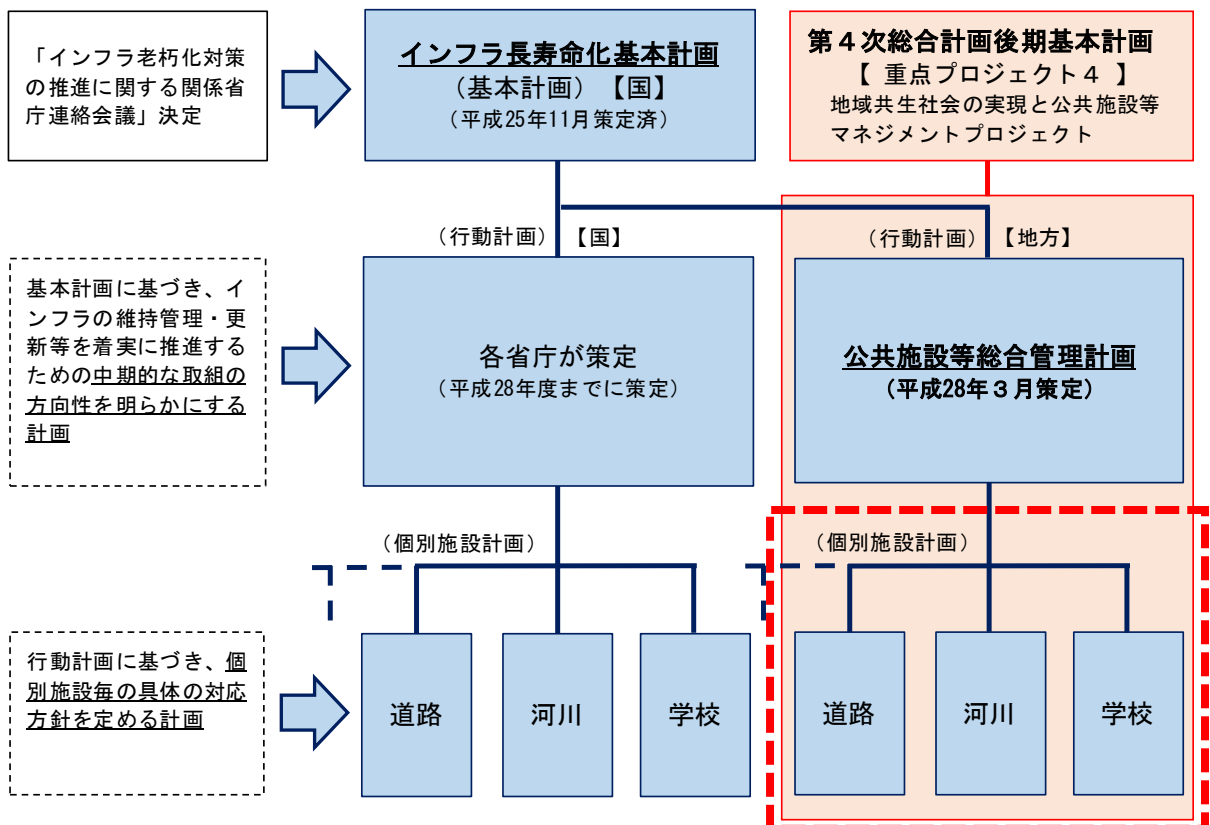 「インフラ老朽化対策
の推進に関する関係省
庁連絡会議」決定
インフラ長寿命化基本計画
(基本計画)【国】
(平成25年11月策定済)
第４次総合計画後期基本計画
【 重点プロジェクト４ 】
地域共生社会の実現と公共施設等
マネジメントプロジェクト
(行動計画)【国】
(行動計画)【地方】
基本計画に基づき、イ
ンフラの維持管理・更
新等を着実に推進する
ための中期的な取組の
方向性を明らかにする
計画
各省庁が策定
(平成28年度までに策定)
公共施設等総合管理計画
(平成28年３月策定)
(個別施設計画)
(個別施設計画)
行動計画に基づき、個
別施設毎の具体の対応
方針を定める計画
道路
河川
学校
道路
河川
学校